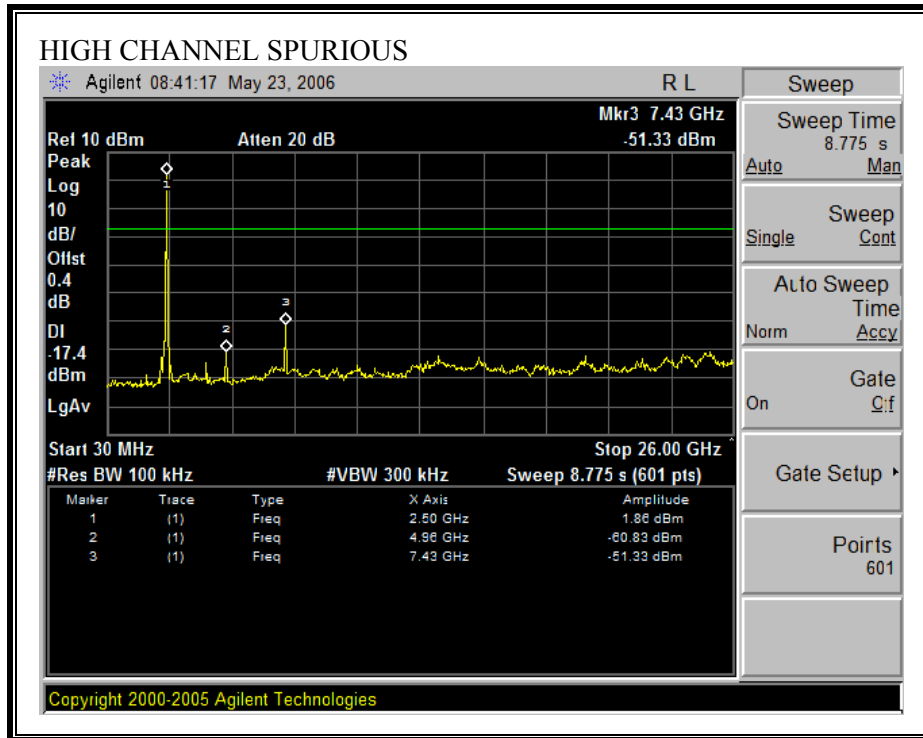 HIGH CHANNEL SPURIOUS
Agilent 08:41:17 May 23, 2006 R L
Mkr3 7.43 GHz
Ref 10 dBm Atten 20 dB -51.33 dBm
Peak
Log
10
dB/
Offst
0.4
dB
DI
-17.4
dBm
LgAv
1
2
3
Start 30 MHz Stop 26.00 GHz
#Res BW 100 kHz #VBW 300 kHz Sweep 8.775 s (601 pts)
Marker Trace Type X Axis Amplitude
1 (1) Freq 2.50 GHz 1.86 dBm
2 (1) Freq 4.96 GHz -60.83 dBm
3 (1) Freq 7.43 GHz -51.33 dBm
Copyright 2000-2005 Agilent Technologies
Sweep
Sweep Time
8.775 s
Auto Man
Sweep
Single Cont
Auto Sweep
Time
Norm Accy
Gate
On Off
Gate Setup
Points
601